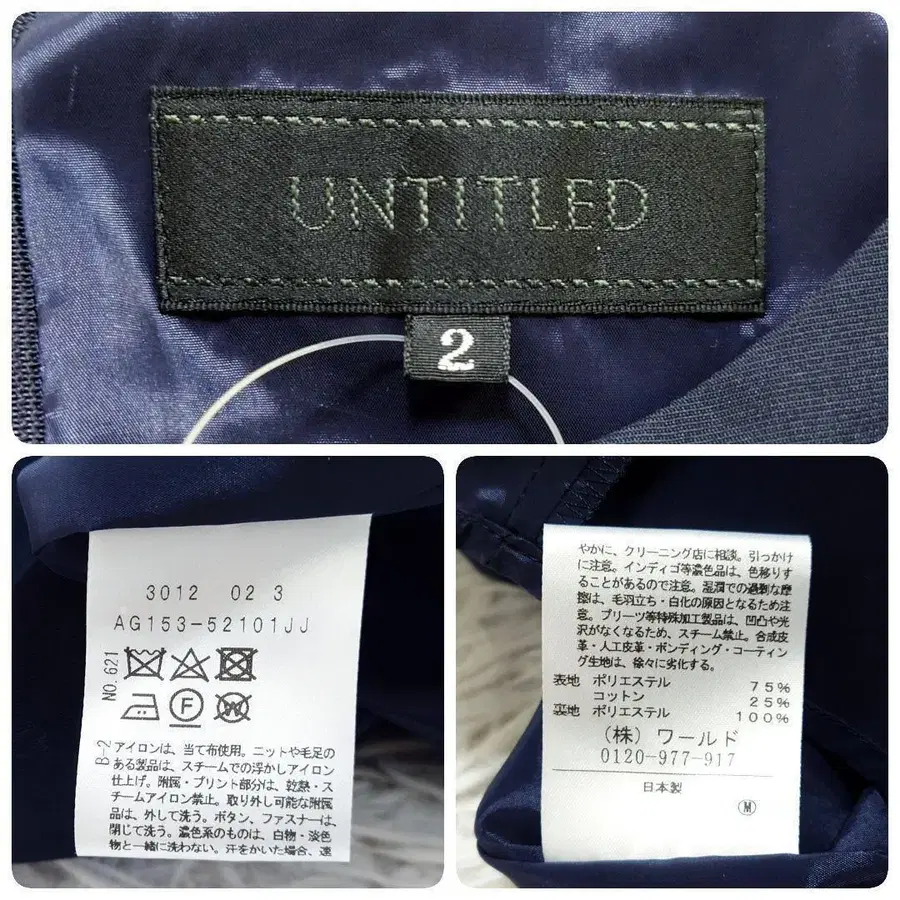 UNTITLED
2
3012 02 3
AG153-52101JJ
NO.621
F
W
B2
アイロンは、当て布使用。ニットや毛足の
ある製品は、スチームでの浮かしアイロン
仕上げ。附属・プリント部分は、乾熱・ス
チームアイロン禁止。取り外し可能な附属
品は、外して洗う。ボタン、ファスナーは
閉じて洗う。濃色系のものは、白物・淡色
物と一緒に洗わない。汗をかいた場合、速
やかに、クリーニング店に相談。引っかけ
に注意。インディゴ等濃色品は、色移りす
ることがあるので注意。湿潤での過剰な摩
擦は、毛羽立ち・白化の原因となるため注
意。プリーツ等特殊加工製品は、凹凸や光
沢がなくなるため、スチーム禁止。合成皮
革・人工皮革・ボンディング・コーティン
グ生地は、徐々に劣化する。
表地 ポリエステル 75%
コットン 25%
裏地 ポリエステル 100%
(株)ワールド
0120-977-917
日本製
M